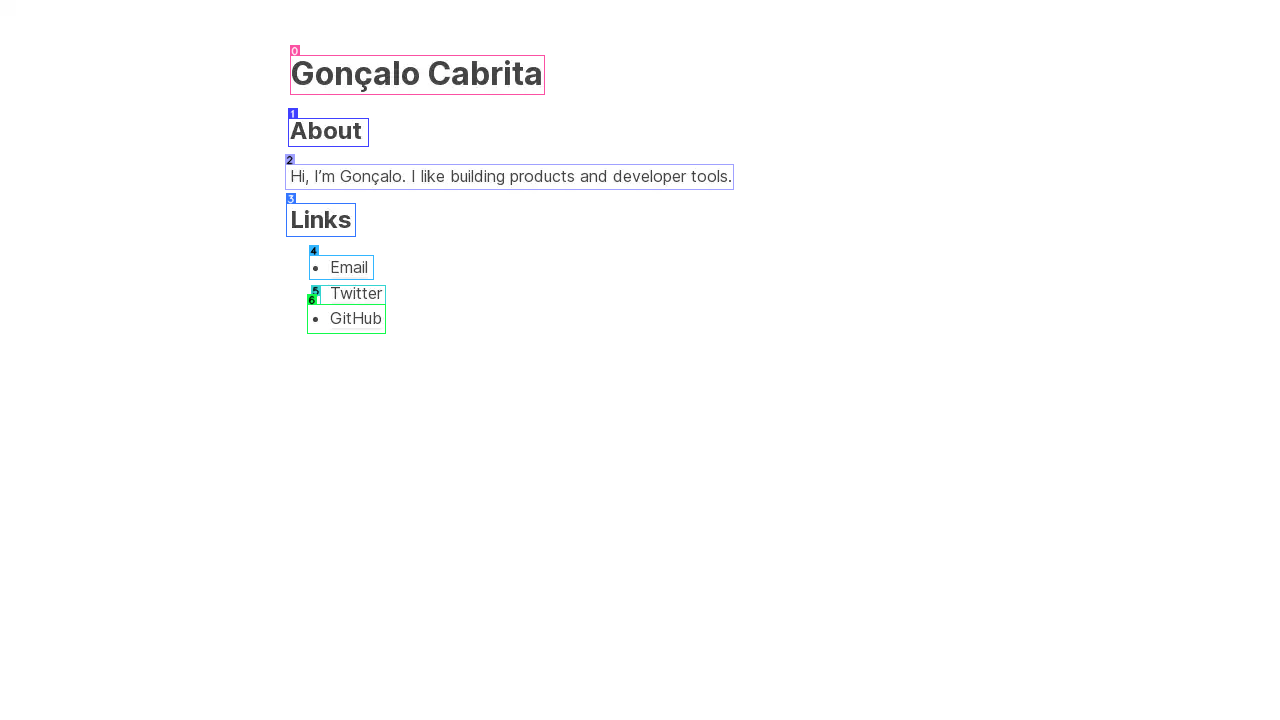 0
Gonçalo Cabrita
1
About
2
Hi, I’m Gonçalo. I like building products and developer tools.
3
Links
4
• Email
5
Twitter
6
• GitHub